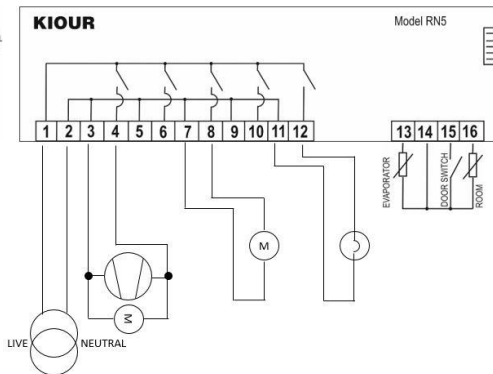 KIOUR
Model RN5
1 2 3 4 5 6 7 8 9 10 11 12
13 14 15 16
EVAPORATOR
DOOR SWITCH
ROOM
M
M
LIVE
NEUTRAL